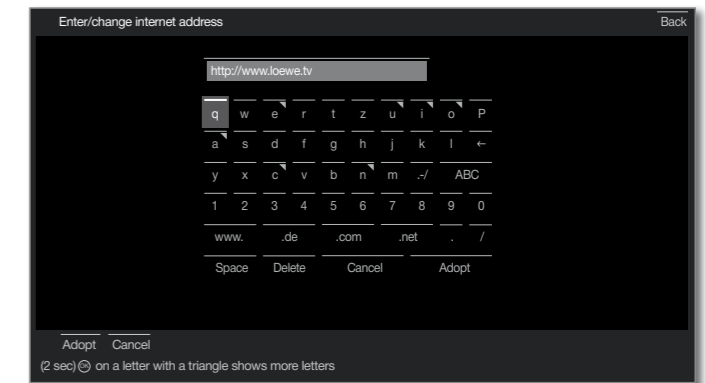 Enter/change internet address Back
http://www.loewe.tv
q w e r t z u i o P
a s d f g h j k l ←
y x c v b n m .-/ ABC
1 2 3 4 5 6 7 8 9 0
www. .de .com .net . /
Space Delete Cancel Adopt
Adopt Cancel
(2 sec) OK on a letter with a triangle shows more letters